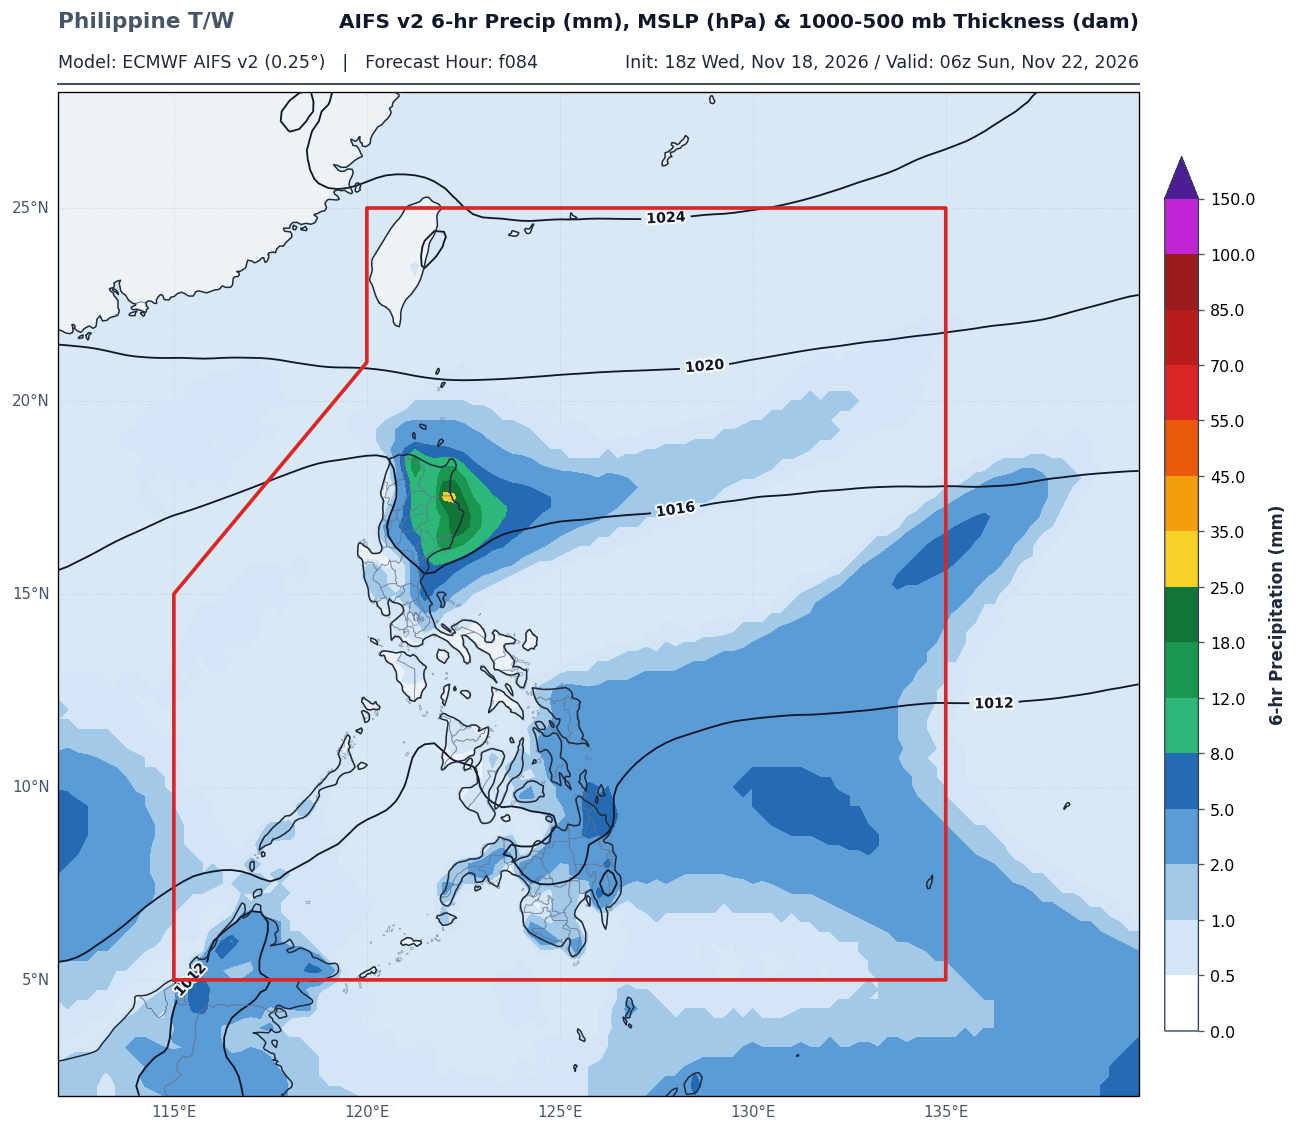 Philippine T/W
AIFS v2 6-hr Precip (mm), MSLP (hPa) & 1000-500 mb Thickness (dam)
Model: ECMWF AIFS v2 (0.25°) | Forecast Hour: f084
Init: 18z Wed, Nov 18, 2026 / Valid: 06z Sun, Nov 22, 2026
25°N
20°N
15°N
10°N
5°N
115°E
120°E
125°E
130°E
135°E
1024
1020
1016
1012
1012
150.0
100.0
85.0
70.0
55.0
45.0
35.0
25.0
18.0
12.0
8.0
5.0
2.0
1.0
0.5
0.0
6-hr Precipitation (mm)